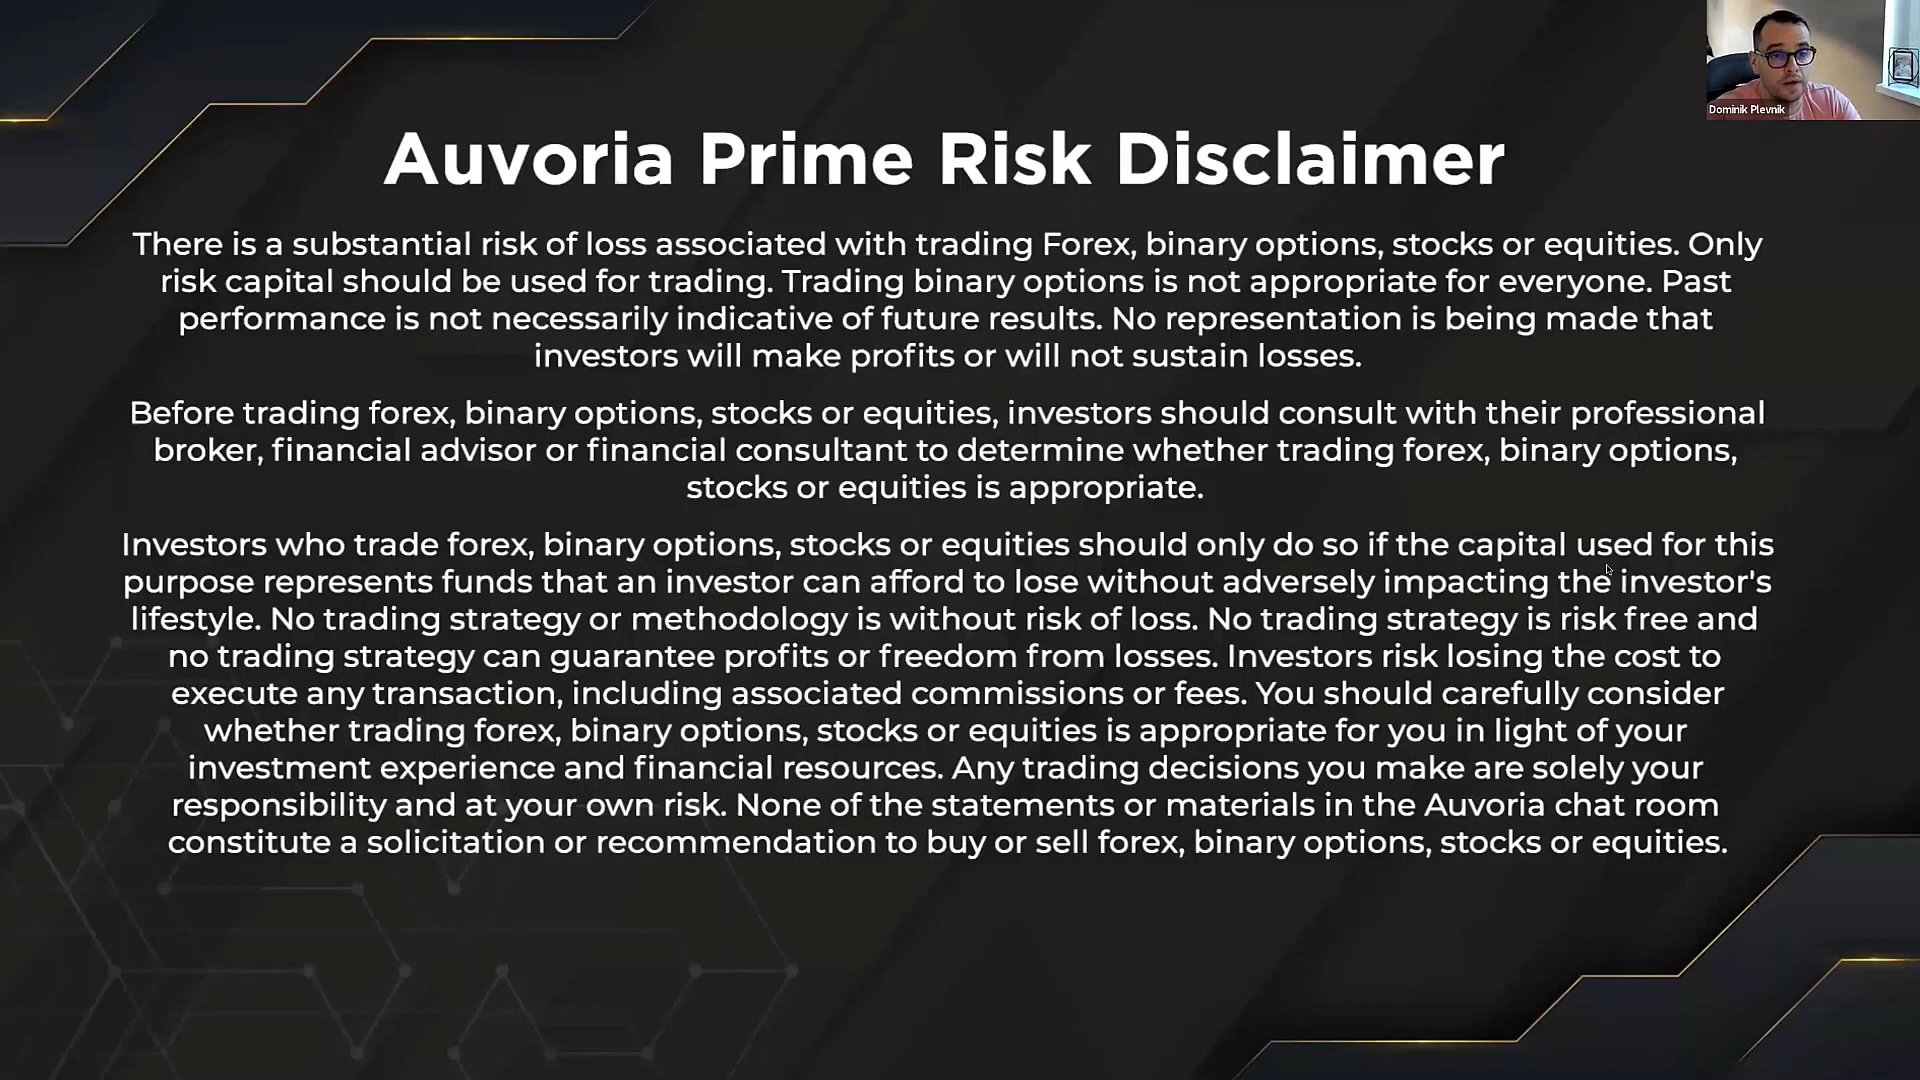 Dominik Plevnik
Auvoria Prime Risk Disclaimer
There is a substantial risk of loss associated with trading Forex, binary options, stocks or equities. Only
risk capital should be used for trading. Trading binary options is not appropriate for everyone. Past
performance is not necessarily indicative of future results. No representation is being made that
investors will make profits or will not sustain losses.
Before trading forex, binary options, stocks or equities, investors should consult with their professional
broker, financial advisor or financial consultant to determine whether trading forex, binary options,
stocks or equities is appropriate.
Investors who trade forex, binary options, stocks or equities should only do so if the capital used for this
purpose represents funds that an investor can afford to lose without adversely impacting the investor's
lifestyle. No trading strategy or methodology is without risk of loss. No trading strategy is risk free and
no trading strategy can guarantee profits or freedom from losses. Investors risk losing the cost to
execute any transaction, including associated commissions or fees. You should carefully consider
whether trading forex, binary options, stocks or equities is appropriate for you in light of your
investment experience and financial resources. Any trading decisions you make are solely your
responsibility and at your own risk. None of the statements or materials in the Auvoria chat room
constitute a solicitation or recommendation to buy or sell forex, binary options, stocks or equities.